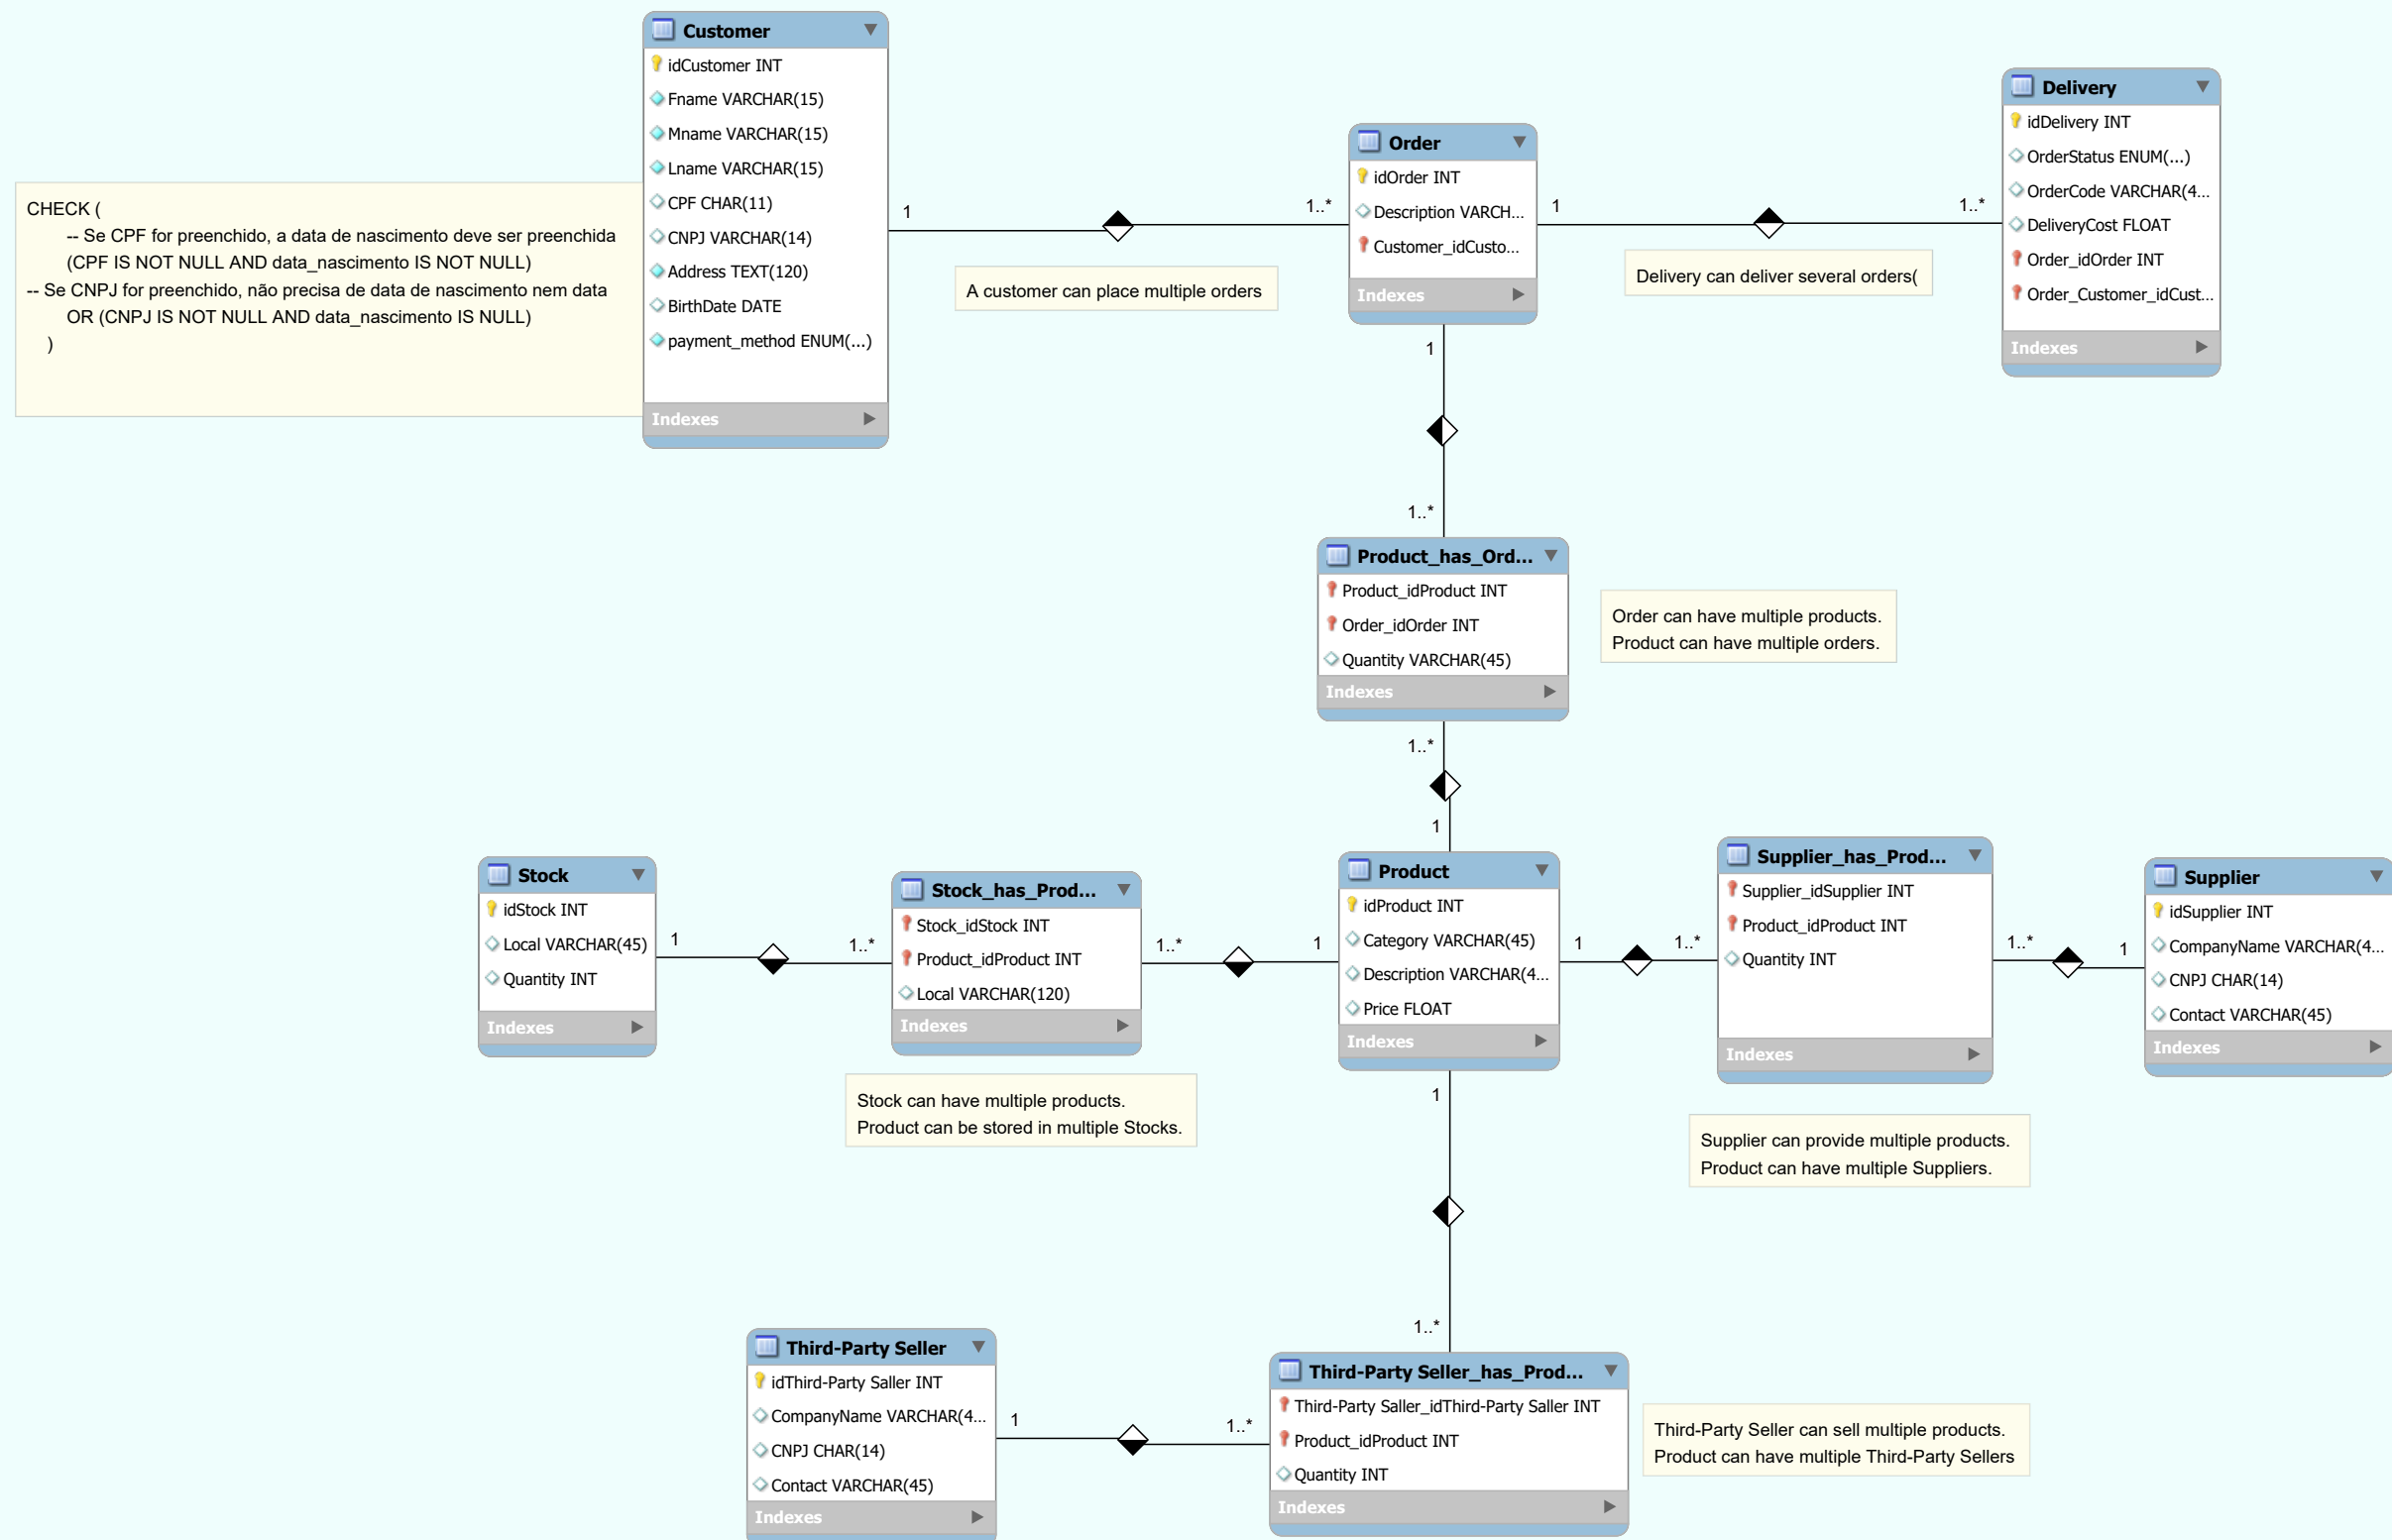 Customer
idCustomer INT
Fname VARCHAR(15)
Mname VARCHAR(15)
Lname VARCHAR(15)
CPF CHAR(11)
CNPJ VARCHAR(14)
Address TEXT(120)
BirthDate DATE
payment_method ENUM(...)
Indexes
CHECK (
-- Se CPF for preenchido, a data de nascimento deve ser preenchida
(CPF IS NOT NULL AND data_nascimento IS NOT NULL)
-- Se CNPJ for preenchido, não precisa de data de nascimento nem data
OR (CNPJ IS NOT NULL AND data_nascimento IS NULL)
)
1
1..*
A customer can place multiple orders
Order
idOrder INT
Description VARCH...
Customer_idCusto...
Indexes
1
1..*
Delivery can deliver several orders(
Delivery
idDelivery INT
OrderStatus ENUM(...)
OrderCode VARCHAR(4...
DeliveryCost FLOAT
Order_idOrder INT
Order_Customer_idCust...
Indexes
1
1..*
Product_has_Ord...
Product_idProduct INT
Order_idOrder INT
Quantity VARCHAR(45)
Indexes
Order can have multiple products.
Product can have multiple orders.
1..*
1
Stock
idStock INT
Local VARCHAR(45)
Quantity INT
Indexes
1
1..*
Stock_has_Prod...
Stock_idStock INT
Product_idProduct INT
Local VARCHAR(120)
Indexes
1..*
1
Stock can have multiple products.
Product can be stored in multiple Stocks.
Product
idProduct INT
Category VARCHAR(45)
Description VARCHAR(4...
Price FLOAT
Indexes
1
1..*
Supplier_has_Prod...
Supplier_idSupplier INT
Product_idProduct INT
Quantity INT
Indexes
1..*
1
Supplier
idSupplier INT
CompanyName VARCHAR(4...
CNPJ CHAR(14)
Contact VARCHAR(45)
Indexes
Supplier can provide multiple products.
Product can have multiple Suppliers.
1
1..*
Third-Party Seller
idThird-Party Saller INT
CompanyName VARCHAR(4...
CNPJ CHAR(14)
Contact VARCHAR(45)
Indexes
1
1..*
Third-Party Seller_has_Prod...
Third-Party Saller_idThird-Party Saller INT
Product_idProduct INT
Quantity INT
Indexes
Third-Party Seller can sell multiple products.
Product can have multiple Third-Party Sellers